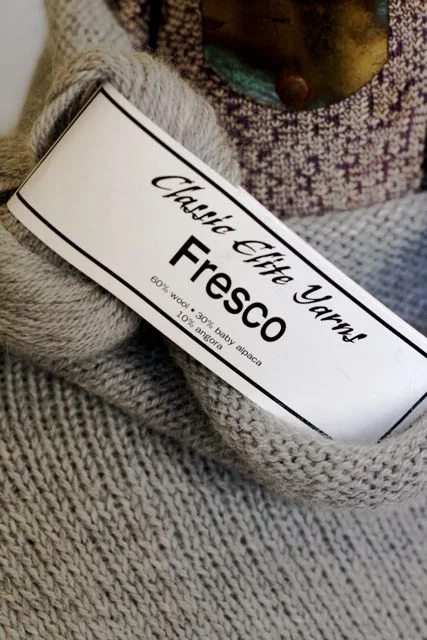 Classic Elite Yarns
Fresco
60% wool • 30% baby alpaca
10% angora